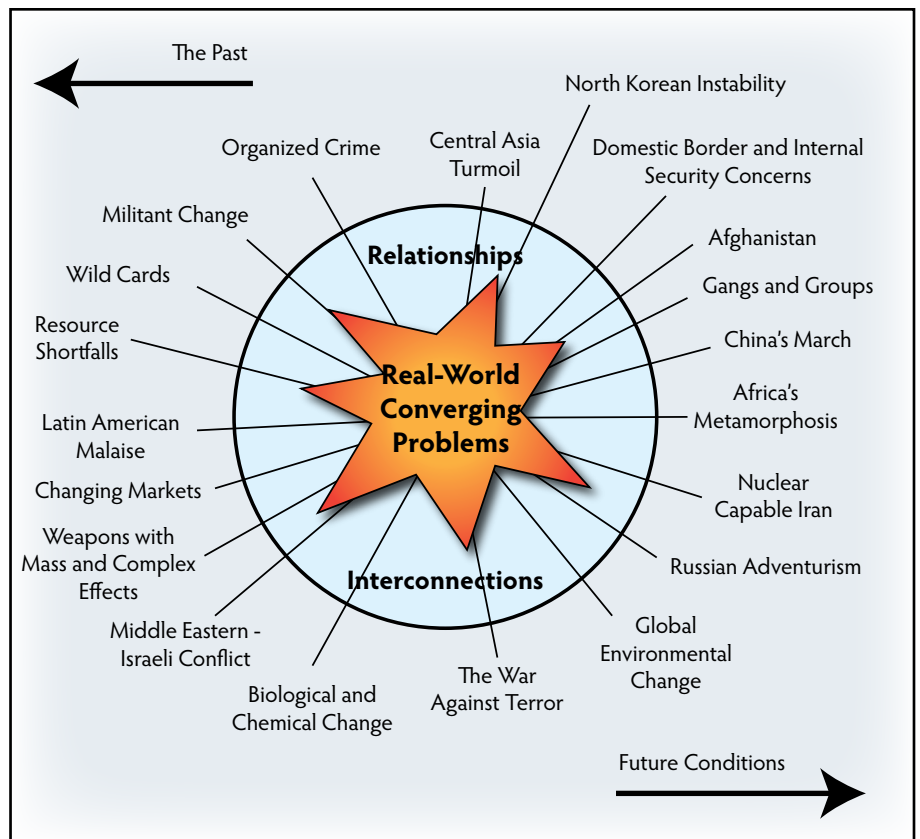 The Past
North Korean Instability
Organized Crime
Central Asia
Turmoil
Domestic Border and Internal
Security Concerns
Militant Change
Afghanistan
Relationships
Wild Cards
Gangs and Groups
Resource
Shortfalls
China's March
Real-World
Converging
Problems
Africa's
Metamorphosis
Latin American
Malaise
Changing Markets
Nuclear
Capable Iran
Weapons with
Mass and Complex
Effects
Russian Adventurism
Interconnections
Middle Eastern -
Israeli Conflict
Global
Environmental
Change
Biological and
Chemical Change
The War
Against Terror
Future Conditions